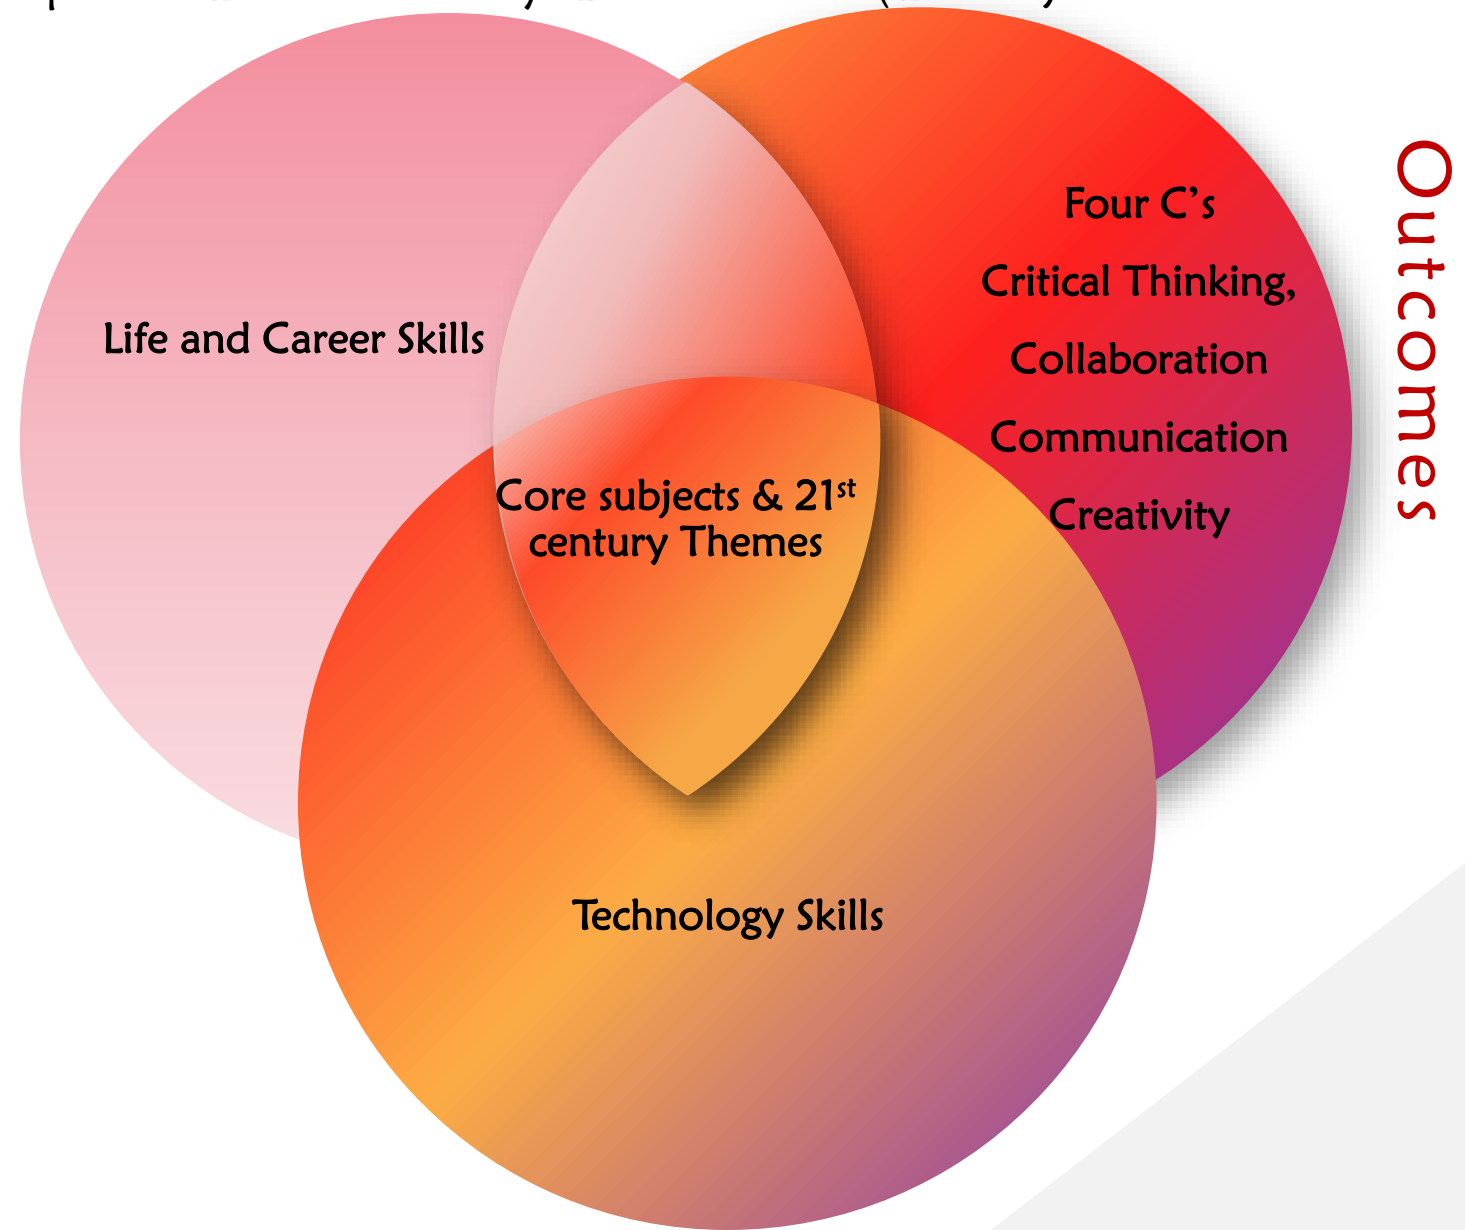 Four C’s
Critical Thinking,
Life and Career Skills
Collaboration
Communication
Core subjects & 21st
century Themes
Creativity
Technology Skills
Outcomes